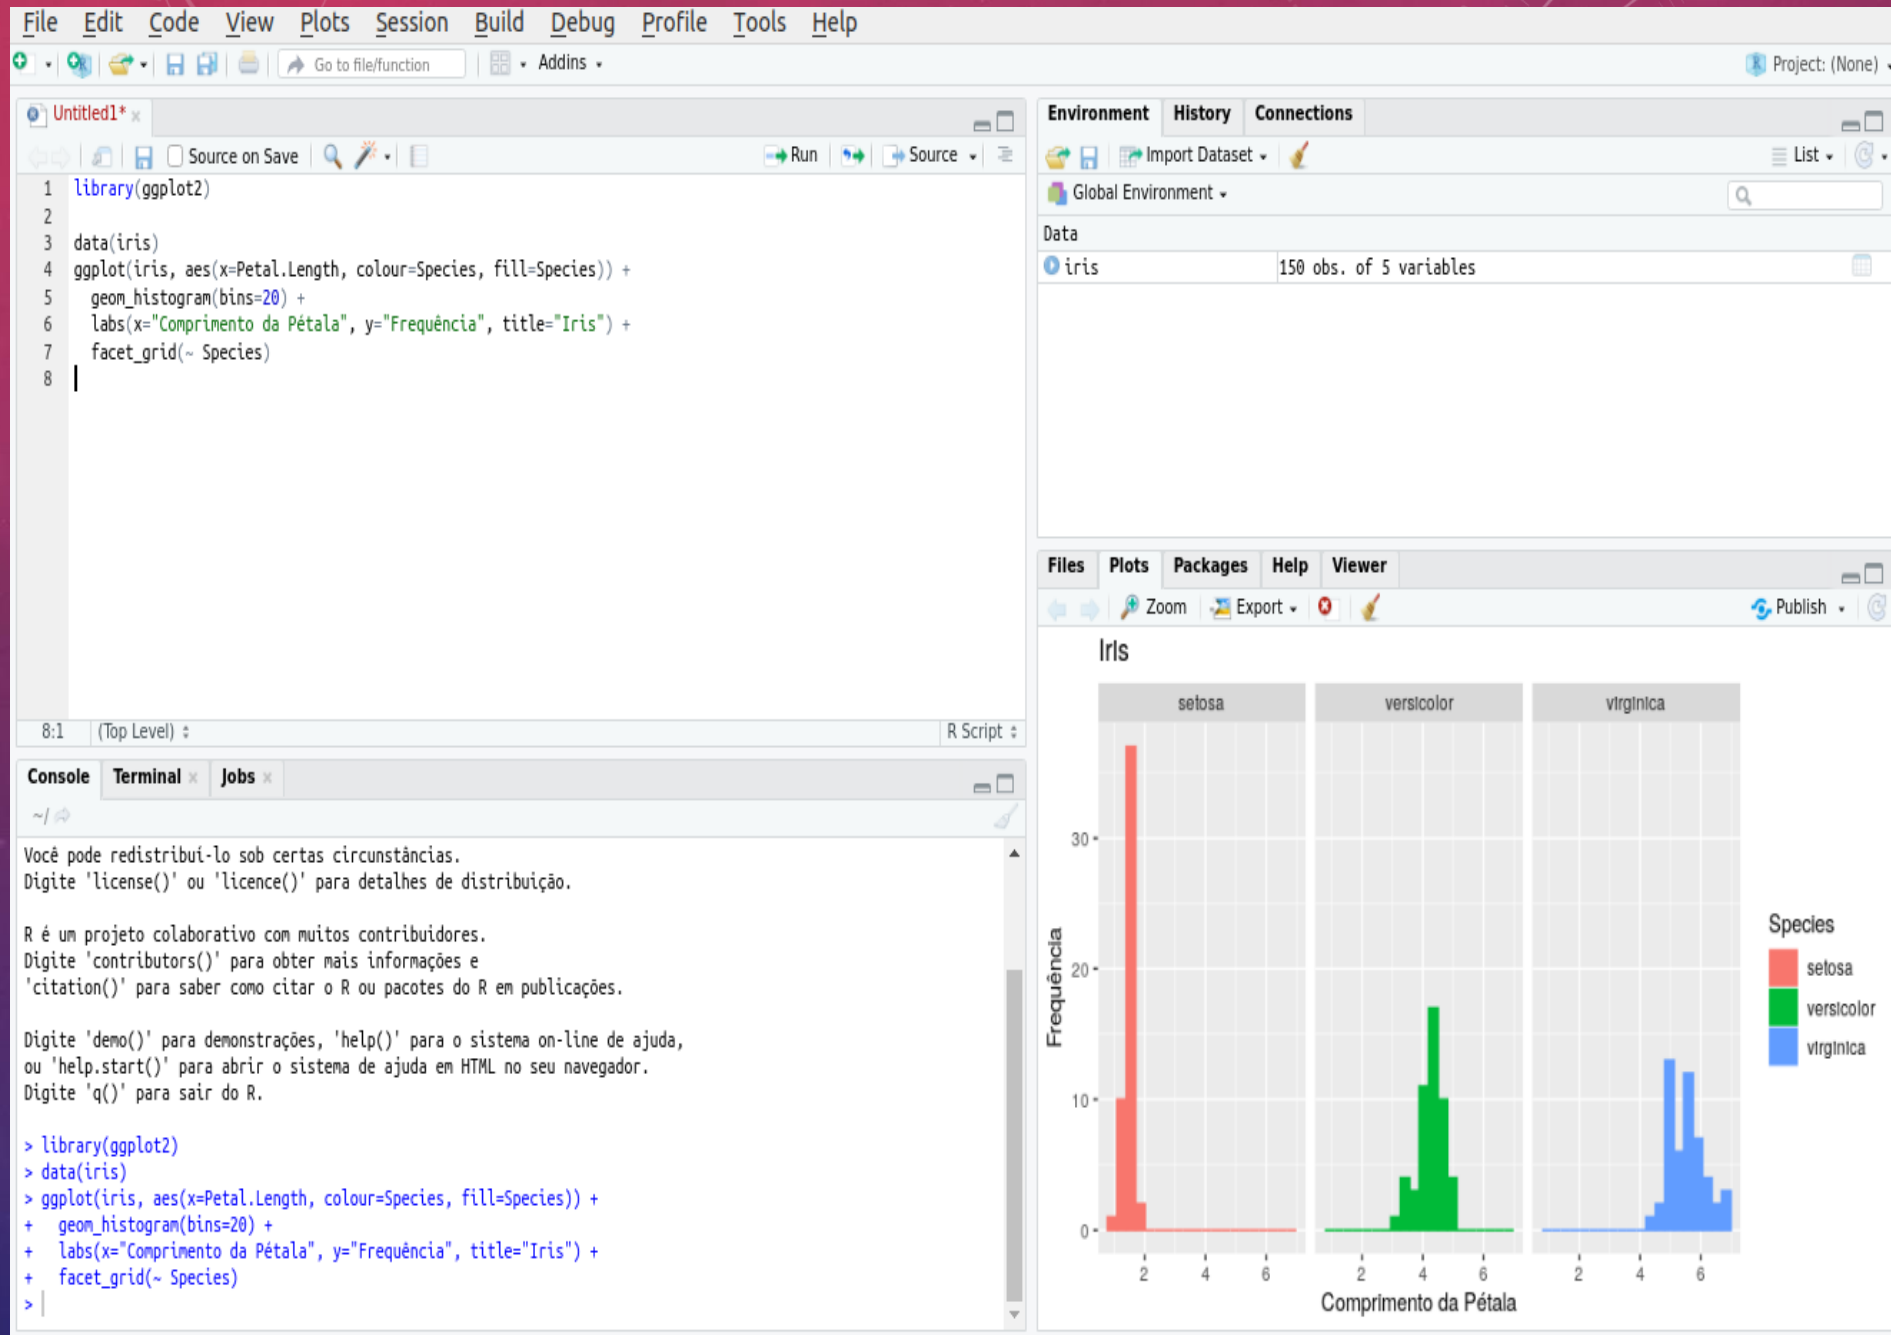 File Edit Code View Plots Session Build Debug Profile Tools Help
Go to file/function Addins Project: (None)
Untitled1*
Source on Save Run Source
1 library(ggplot2)
2
3 data(iris)
4 ggplot(iris, aes(x=Petal.Length, colour=Species, fill=Species)) +
5 geom_histogram(bins=20) +
6 labs(x="Comprimento da Pétala", y="Frequência", title="Iris") +
7 facet_grid(~ Species)
8
8:1 (Top Level) R Script
Console Terminal Jobs
~/
Você pode redistribuí-lo sob certas circunstâncias.
Digite 'license()' ou 'licence()' para detalhes de distribuição.
R é um projeto colaborativo com muitos contribuidores.
Digite 'contributors()' para obter mais informações e
'citation()' para saber como citar o R ou pacotes do R em publicações.
Digite 'demo()' para demonstrações, 'help()' para o sistema on-line de ajuda,
ou 'help.start()' para abrir o sistema de ajuda em HTML no seu navegador.
Digite 'q()' para sair do R.
> library(ggplot2)
> data(iris)
> ggplot(iris, aes(x=Petal.Length, colour=Species, fill=Species)) +
+ geom_histogram(bins=20) +
+ labs(x="Comprimento da Pétala", y="Frequência", title="Iris") +
+ facet_grid(~ Species)
>
Environment History Connections
Import Dataset List
Global Environment
Data
iris 150 obs. of 5 variables
Files Plots Packages Help Viewer
Zoom Export Publish
Iris
setosa versicolor virginica
30
20
10
0
Frequência
2 4 6 2 4 6 2 4 6
Comprimento da Pétala
Species
setosa
versicolor
virginica